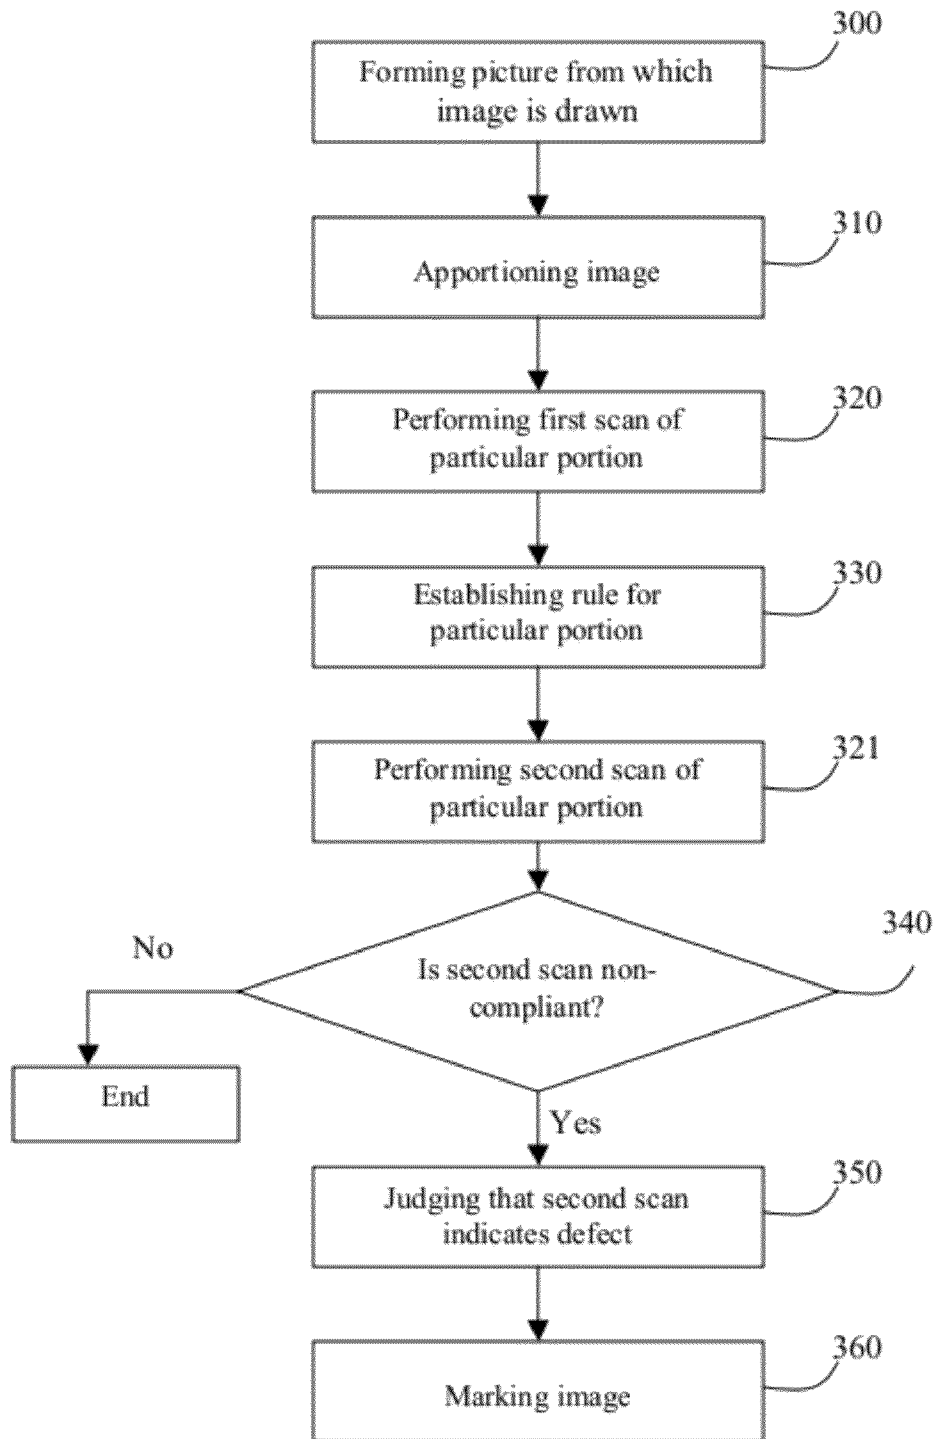 300
Forming picture from which
image is drawn
310
Apportioning image
320
Performing first scan of
particular portion
330
Establishing rule for
particular portion
321
Performing second scan of
particular portion
340
No
Is second scan non-
compliant?
End
Yes
350
Judging that second scan
indicates defect
360
Marking image